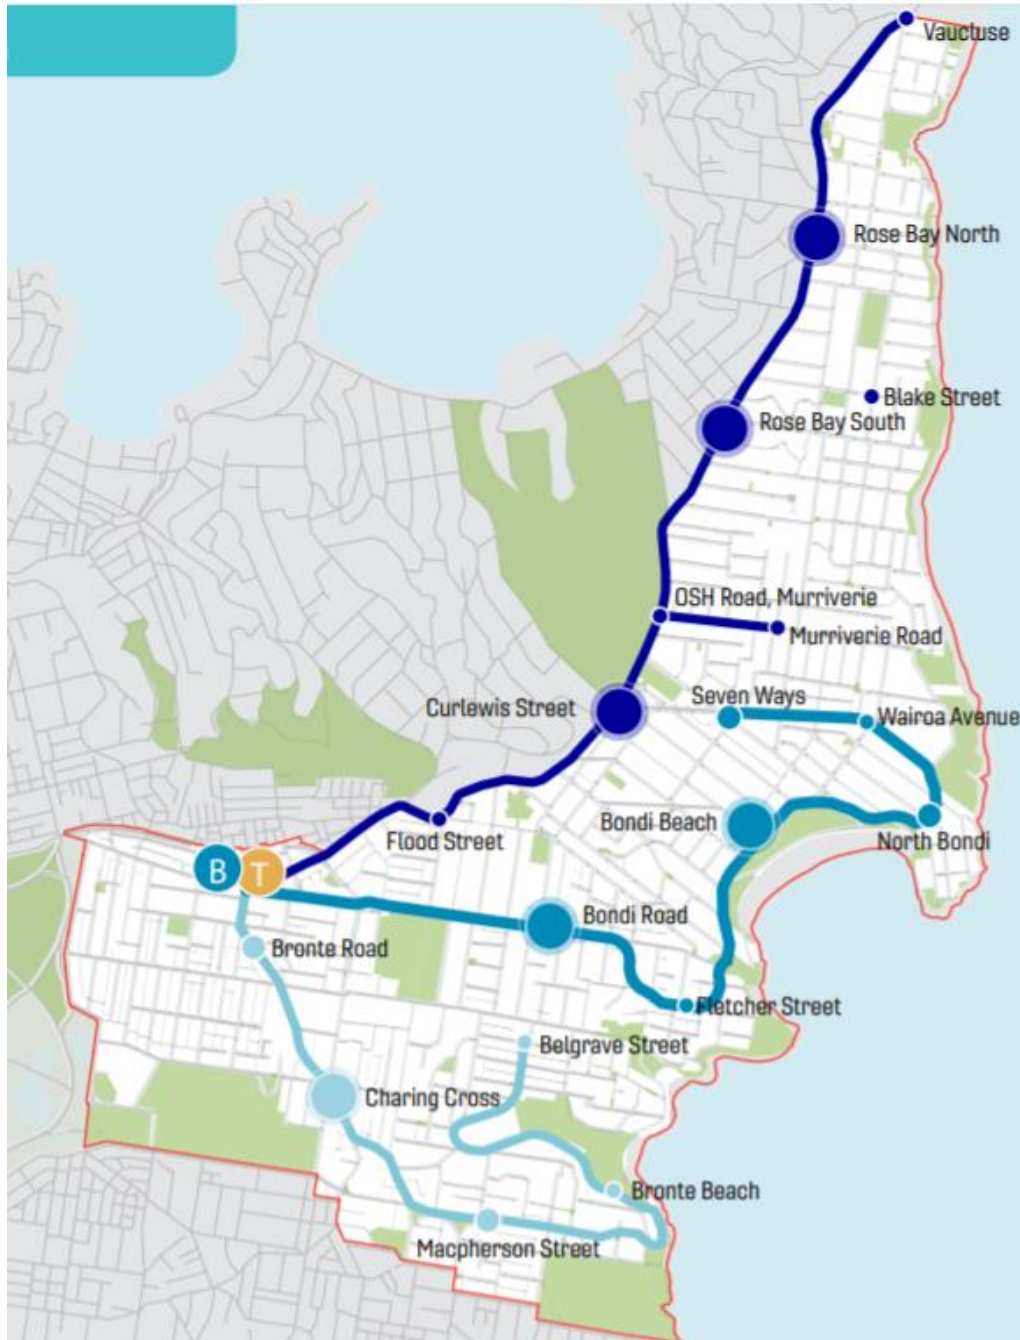 Vaucluse
Rose Bay North
Blake Street
Rose Bay South
OSH Road, Murriverie
Murriverie Road
Seven Ways
Curlewis Street
Wairoa Avenue
Bondi Beach
Flood Street
North Bondi
B
T
Bondi Road
Bronte Road
Fletcher Street
Belgrave Street
Charing Cross
Bronte Beach
Macpherson Street